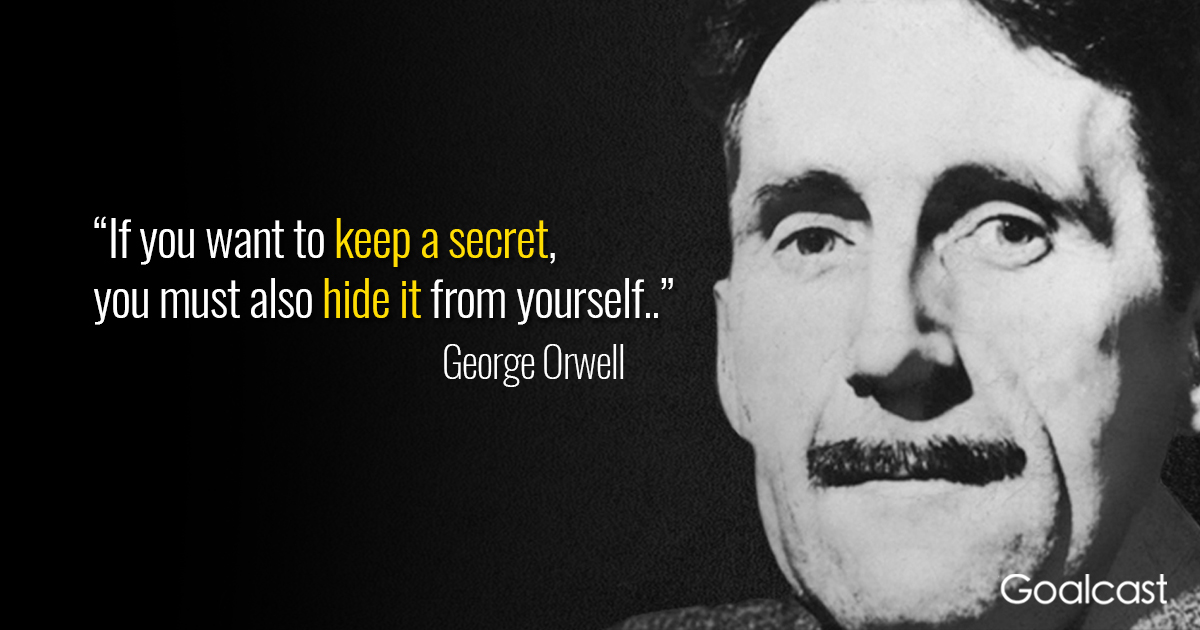 “If you want to keep a secret,
you must also hide it from yourself..”
George Orwell
Goalcast